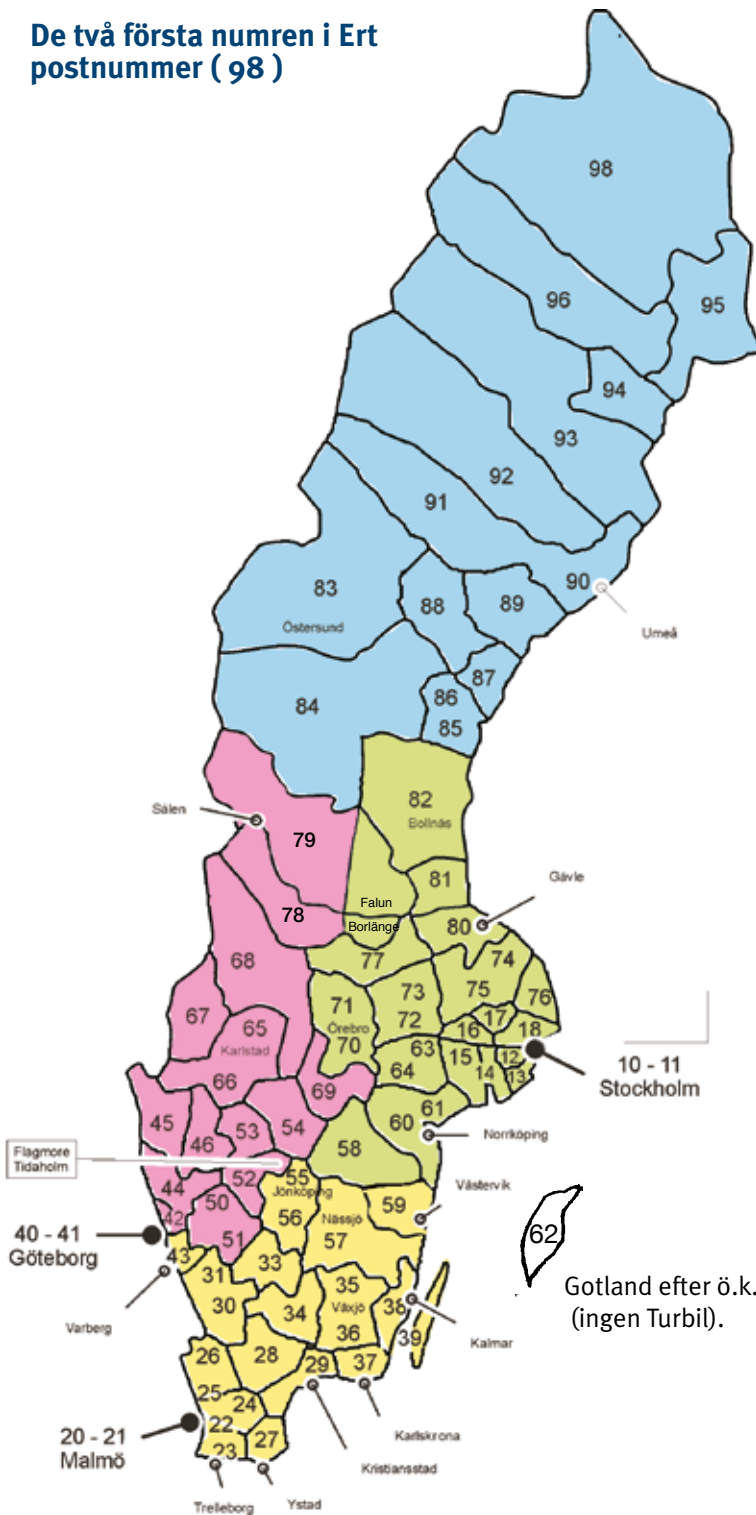 De två första numren i Ert
postnummer ( 98 )
98
96
95
94
93
92
91
90
Umeå
83
Östersund
88
89
87
86
85
84
82
Bollnäs
Sälen
79
81
Gävle
Falun
78
Borlänge
80
77
74
68
73
75
76
71
67
65
Örebro
72
17
16
18
Karlstad
70
63
15
12
10 - 11
Stockholm
66
69
64
14
13
45
46
53
54
61
60
Norrköping
58
Flagmore
Tidaholm
52
55
44
Jönköping
Västervik
50
59
42
56
Nässjö
62
40 - 41
Göteborg
51
57
43
33
31
35
Gotland efter ö.k.
(ingen Turbil).
30
34
Växjö
38
Varberg
36
39
Kalmar
26
28
29
37
25
24
22
20 - 21
Malmö
27
23
Karlskrona
Kristiansstad
Trelleborg
Ystad